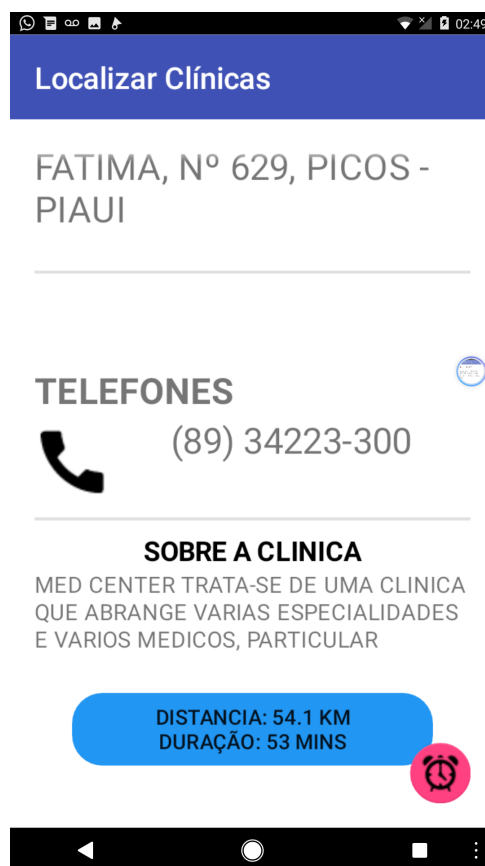 02:49
Localizar Clínicas
FATIMA, Nº 629, PICOS -
PIAUI
TELEFONES
(89) 34223-300
SOBRE A CLINICA
MED CENTER TRATA-SE DE UMA CLINICA
QUE ABRANGE VARIAS ESPECIALIDADES
E VARIOS MEDICOS, PARTICULAR
DISTANCIA: 54.1 KM
DURAÇÃO: 53 MINS